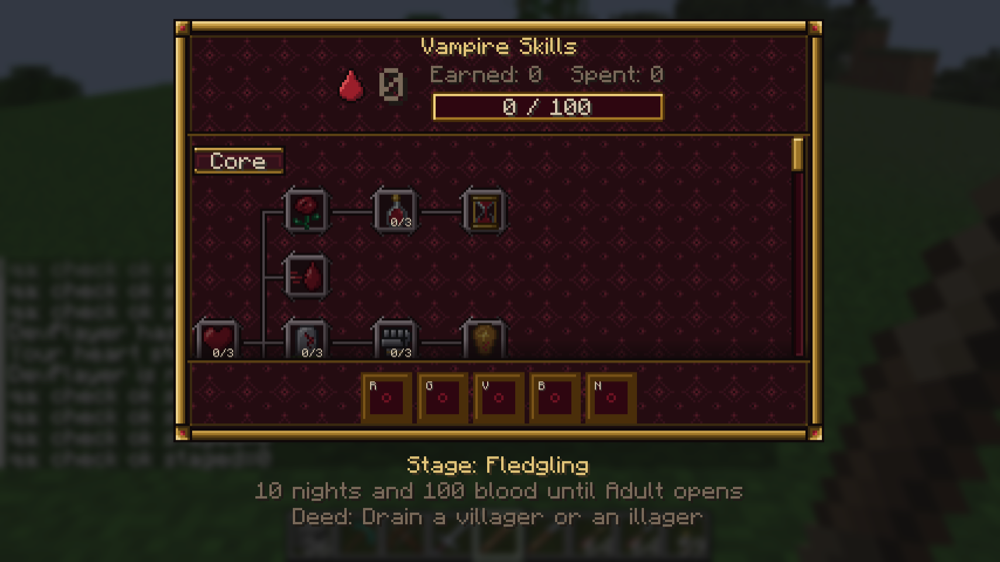 Vampire Skills
0
Earned: 0 Spent: 0
0 / 100
Core
0/3
0/3 0/3 0/3
R G V B N
Stage: Fledgling
10 nights and 100 blood until Adult opens
Deed: Drain a villager or an illager